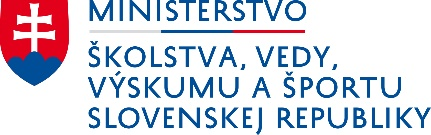 MINISTERSTVO
ŠKOLSTVA, VEDY,
VÝSKUMU A ŠPORTU
SLOVENSKEJ REPUBLIKY